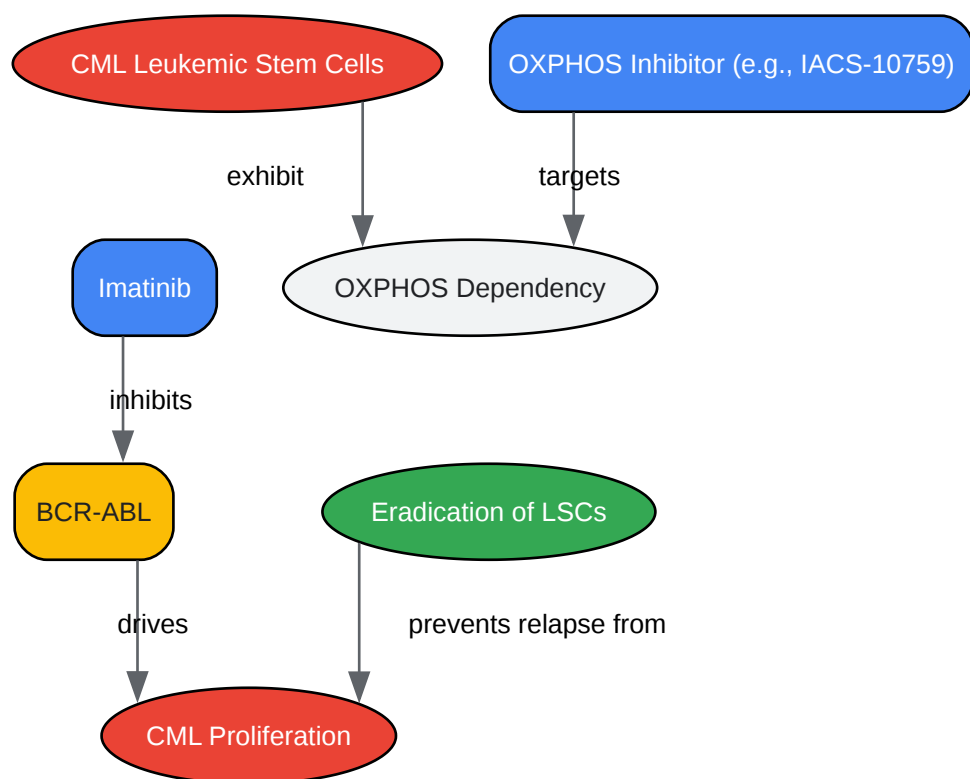 CML Leukemic Stem Cells
OXPHOS Inhibitor (e.g., IACS-10759)
exhibit
targets
Imatinib
OXPHOS Dependency
inhibits
BCR-ABL
Eradication of LSCs
drives
prevents relapse from
CML Proliferation